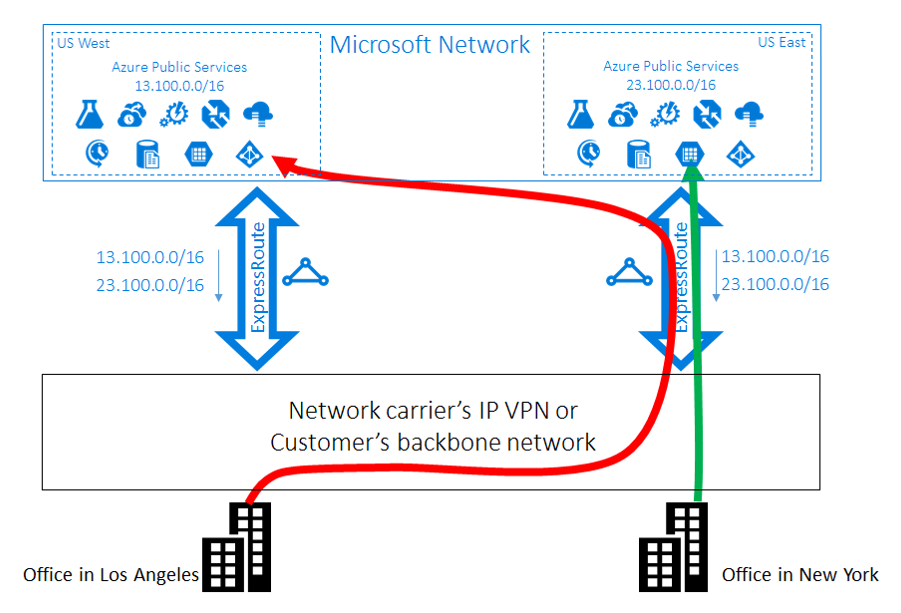 US West
Microsoft Network
US East
Azure Public Services
13.100.0.0/16
Azure Public Services
23.100.0.0/16
13.100.0.0/16
23.100.0.0/16
ExpressRoute
ExpressRoute
13.100.0.0/16
23.100.0.0/16
Network carrier's IP VPN or
Customer's backbone network
Office in Los Angeles
Office in New York